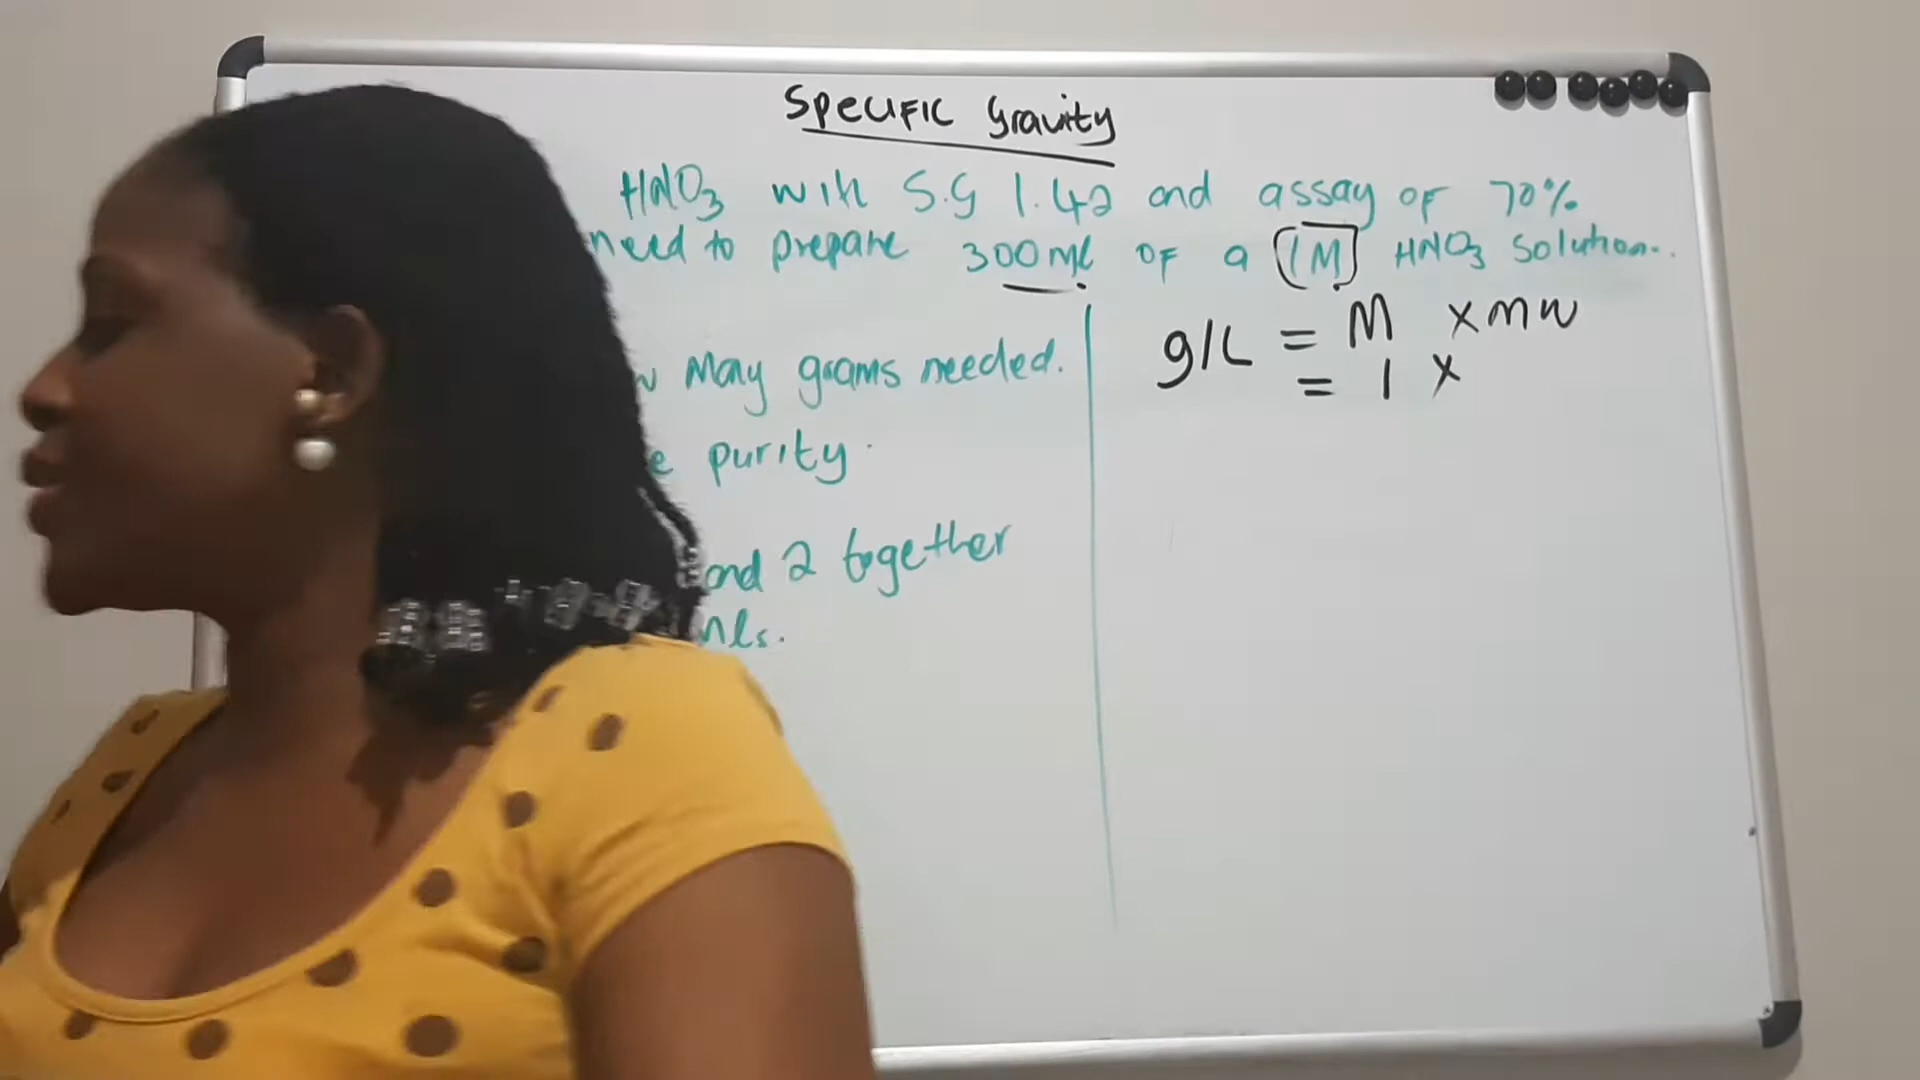 Specific Gravity
HNO3 with S.G 1.42 and assay of 70%
need to prepare 300ml of a 1M HNO3 solution.
g/L = M x mw
= 1 x
May grams needed.
purity.
and 2 together